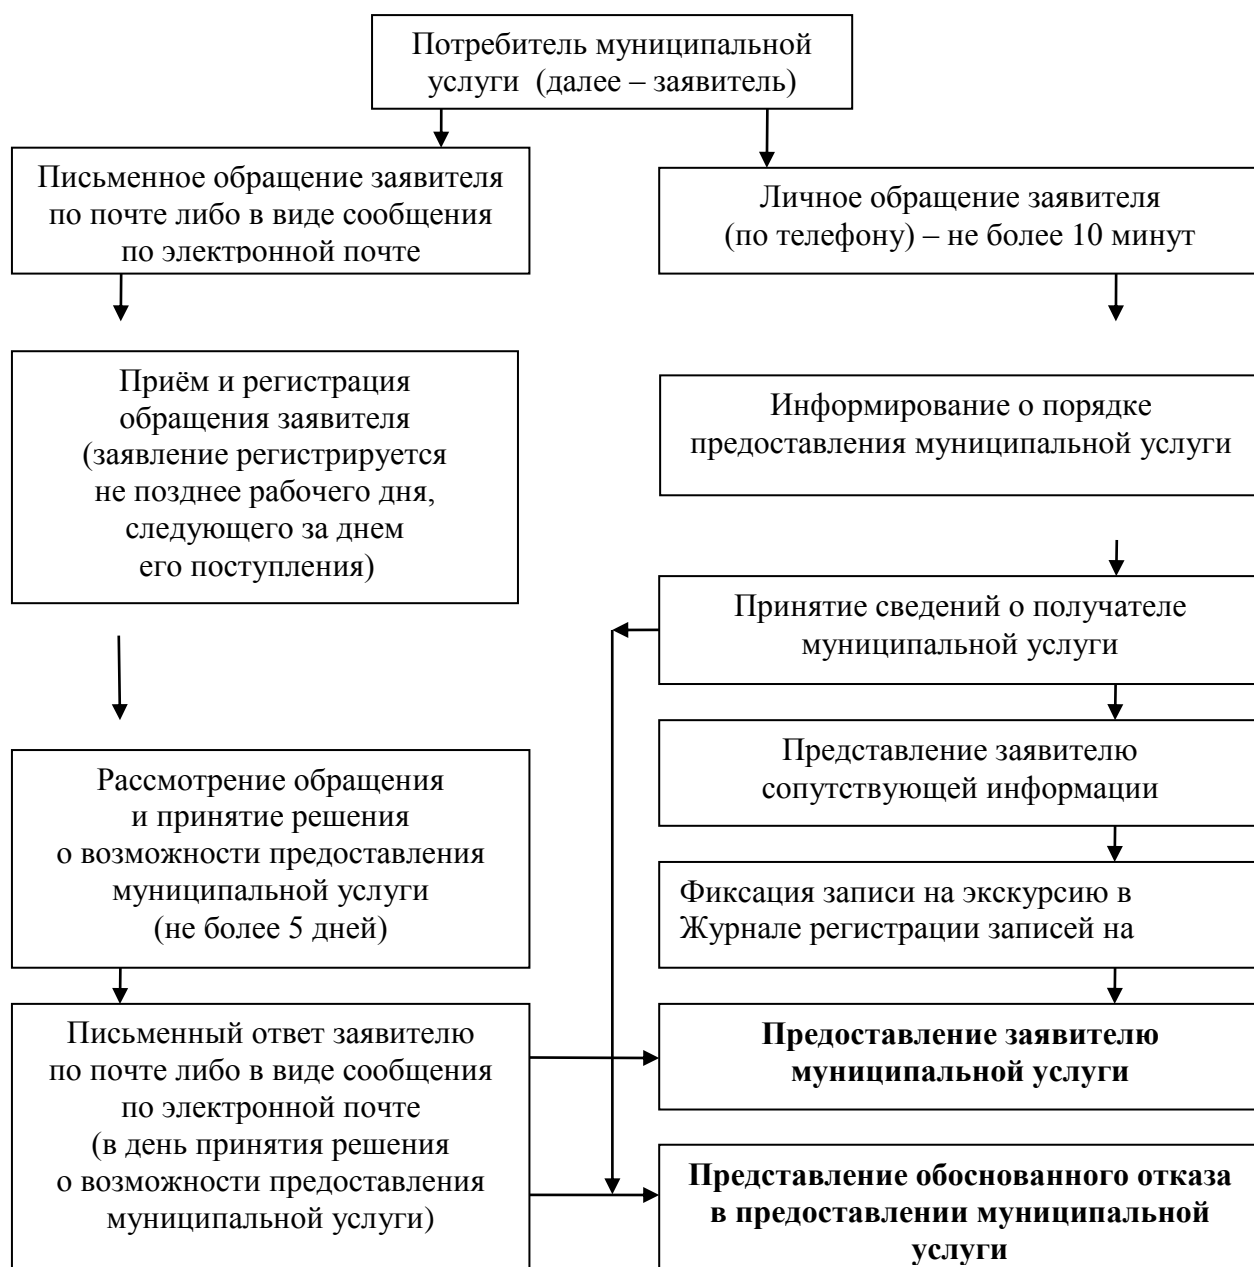 Потребитель муниципальной
услуги (далее – заявитель)
Письменное обращение заявителя
по почте либо в виде сообщения
по электронной почте
Личное обращение заявителя
(по телефону) – не более 10 минут
Приём и регистрация
обращения заявителя
(заявление регистрируется
не позднее рабочего дня,
следующего за днем
его поступления)
Информирование о порядке
предоставления муниципальной услуги
Принятие сведений о получателе
муниципальной услуги
Представление заявителю
сопутствующей информации
Рассмотрение обращения
и принятие решения
о возможности предоставления
муниципальной услуги
(не более 5 дней)
Фиксация записи на экскурсию в
Журнале регистрации записей на
Письменный ответ заявителю
по почте либо в виде сообщения
по электронной почте
(в день принятия решения
о возможности предоставления
муниципальной услуги)
Предоставление заявителю
муниципальной услуги
Представление обоснованного отказа
в предоставлении муниципальной
услуги